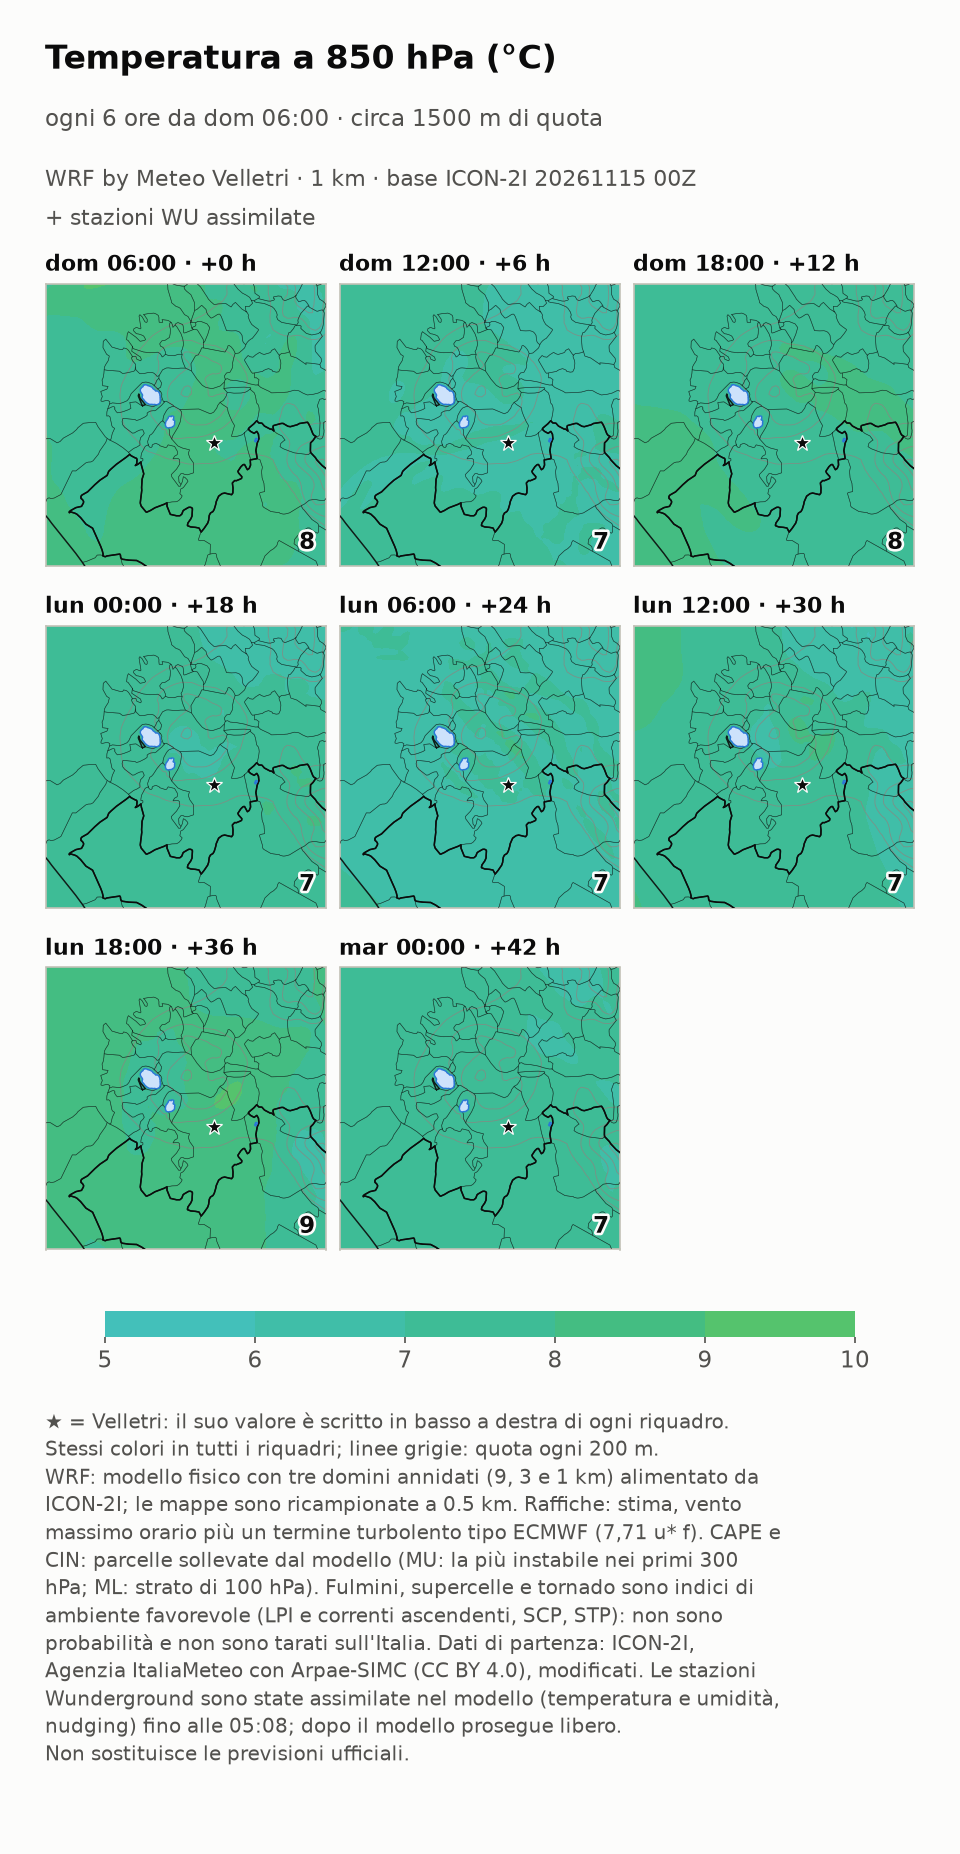 Temperatura a 850 hPa (°C)
ogni 6 ore da dom 06:00 · circa 1500 m di quota
WRF by Meteo Velletri · 1 km · base ICON-2I 20261115 00Z
+ stazioni WU assimilate
dom 06:00 · +0 h
dom 12:00 · +6 h
dom 18:00 · +12 h
8
7
8
lun 00:00 · +18 h
lun 06:00 · +24 h
lun 12:00 · +30 h
7
7
7
lun 18:00 · +36 h
mar 00:00 · +42 h
9
7
5 6 7 8 9 10
★ = Velletri: il suo valore è scritto in basso a destra di ogni riquadro.
Stessi colori in tutti i riquadri; linee grigie: quota ogni 200 m.
WRF: modello fisico con tre domini annidati (9, 3 e 1 km) alimentato da
ICON-2I; le mappe sono ricampionate a 0.5 km. Raffiche: stima, vento
massimo orario più un termine turbolento tipo ECMWF (7,71 u* f). CAPE e
CIN: parcelle sollevate dal modello (MU: la più instabile nei primi 300
hPa; ML: strato di 100 hPa). Fulmini, supercelle e tornado sono indici di
ambiente favorevole (LPI e correnti ascendenti, SCP, STP): non sono
probabilità e non sono tarati sull'Italia. Dati di partenza: ICON-2I,
Agenzia ItaliaMeteo con Arpae-SIMC (CC BY 4.0), modificati. Le stazioni
Wunderground sono state assimilate nel modello (temperatura e umidità,
nudging) fino alle 05:08; dopo il modello prosegue libero.
Non sostituisce le previsioni ufficiali.